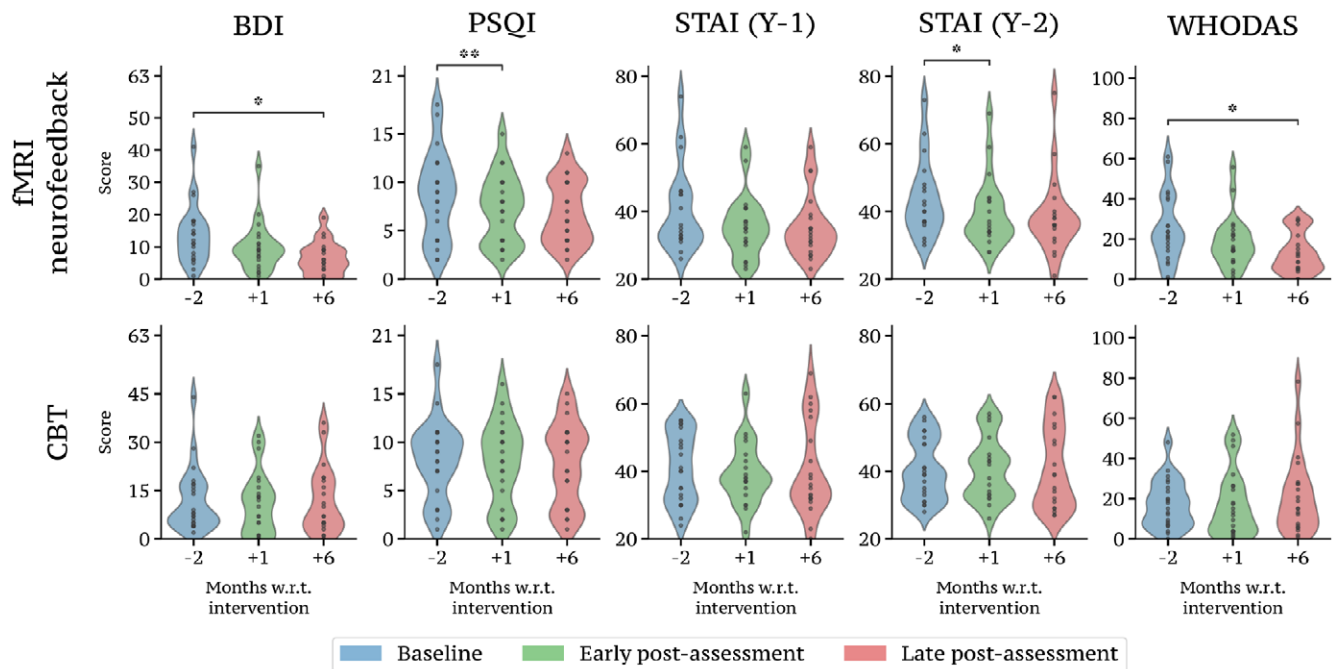 BDI PSQI STAI (Y-1) STAI (Y-2) WHODAS
fMRI
neurofeedback
Score
63
50
40
30
20
10
0
*
-2 +1 +6
21
15
10
5
0
**
-2 +1 +6
80
60
40
20
-2 +1 +6
80
60
40
20
*
-2 +1 +6
100
80
60
40
20
0
*
-2 +1 +6
CBT
Score
63
45
30
15
0
-2 +1 +6
Months w.r.t.
intervention
21
15
10
5
0
-2 +1 +6
Months w.r.t.
intervention
80
60
40
20
-2 +1 +6
Months w.r.t.
intervention
80
60
40
20
-2 +1 +6
Months w.r.t.
intervention
100
80
60
40
20
0
-2 +1 +6
Months w.r.t.
intervention
Baseline Early post-assessment Late post-assessment